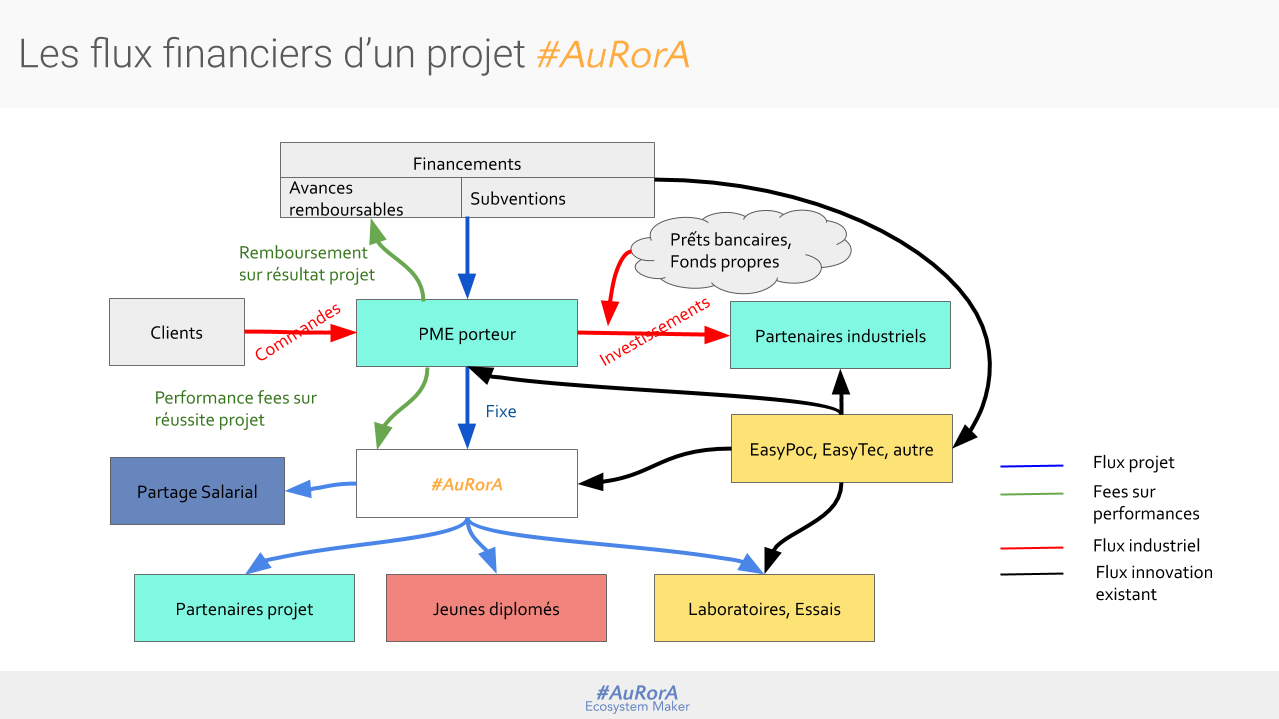 Les flux financiers d’un projet #AuRorA
Financements
Avances
remboursables
Subventions
Prêts bancaires,
Fonds propres
Remboursement
sur résultat projet
Clients
Commandes
PME porteur
Investissements
Partenaires industriels
Performance fees sur
réussite projet
Fixe
EasyPoc, EasyTec, autre
Partage Salarial
#AuRorA
Flux projet
Fees sur
performances
Flux industriel
Flux innovation
existant
Partenaires projet
Jeunes diplomés
Laboratoires, Essais
#AuRorA
Ecosystem Maker